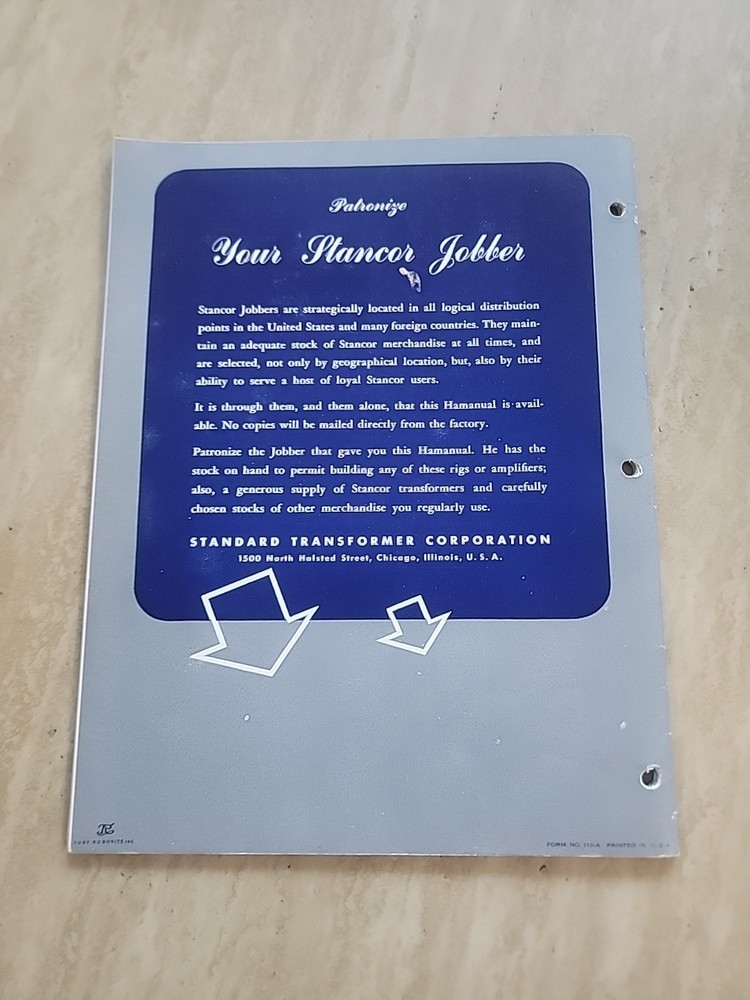 Patronize
Your Stancor Jobber
Stancor Jobbers are strategically located in all logical distribution
points in the United States and many foreign countries. They main-
tain an adequate stock of Stancor merchandise at all times, and
are selected, not only by geographical location, but, also by their
ability to serve a host of loyal Stancor users.
It is through them, and them alone, that this Hamanual is avail-
able. No copies will be mailed directly from the factory.
Patronize the Jobber that gave you this Hamanual. He has the
stock on hand to permit building any of these rigs or amplifiers;
also, a generous supply of Stancor transformers and carefully
chosen stocks of other merchandise you regularly use.
STANDARD TRANSFORMER CORPORATION
1500 North Halsted Street, Chicago, Illinois, U. S. A.
FORM NO. PRINTED IN U.S.A.